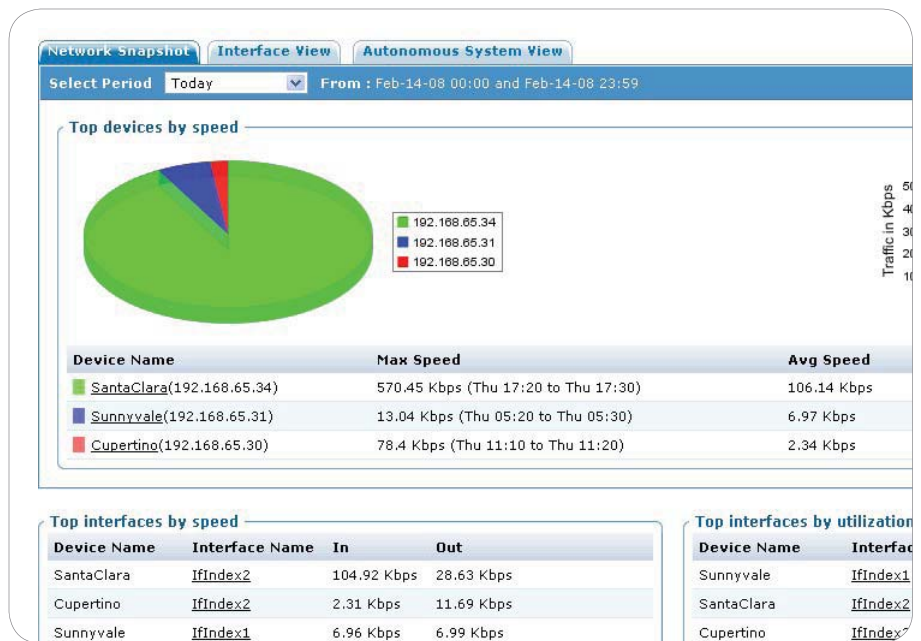 Network Snapshot Interface View Autonomous System View
Select Period Today From : Feb-14-08 00:00 and Feb-14-08 23:59
Top devices by speed
192.168.65.34
192.168.65.31
192.168.65.30
Traffic in Kbps
Device Name Max Speed Avg Speed
SantaClara(192.168.65.34) 570.45 Kbps (Thu 17:20 to Thu 17:30) 106.14 Kbps
Sunnyvale(192.168.65.31) 13.04 Kbps (Thu 05:20 to Thu 05:30) 6.97 Kbps
Cupertino(192.168.65.30) 78.4 Kbps (Thu 11:10 to Thu 11:20) 2.34 Kbps
Top interfaces by speed
Device Name Interface Name In Out
SantaClara IfIndex2 104.92 Kbps 28.63 Kbps
Cupertino IfIndex2 2.31 Kbps 11.69 Kbps
Sunnyvale IfIndex1 6.96 Kbps 6.99 Kbps
Top interfaces by utilization
Device Name Interfac
Sunnyvale IfIndex1
SantaClara IfIndex2
Cupertino IfIndex2